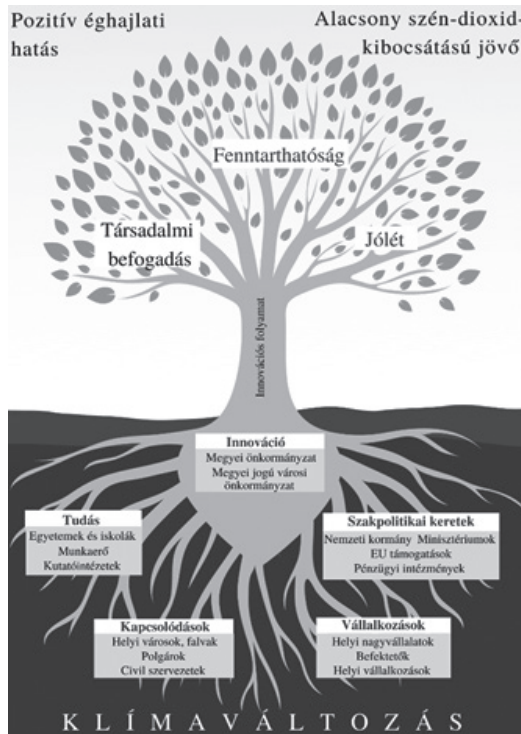 Pozitív éghajlati
hatás
Alacsony szén-dioxid-
kibocsátású jövő
Fenntarthatóság
Társadalmi
befogadás
Jólét
Innovációs folyamat
Innováció
Megyei önkormányzat
Megyei jogú városi
önkormányzat
Tudás
Egyetemek és iskolák
Munkaerő
Kutatóintézetek
Szakpolitikai keretek
Nemzeti kormány Minisztériumok
EU támogatások
Pénzügyi intézmények
Kapcsolódások
Helyi városok, falvak
Polgárok
Civil szervezetek
Vállalkozások
Helyi nagyvállalatok
Befektetők
Helyi vállalkozások
KLÍMAVÁLTOZÁS